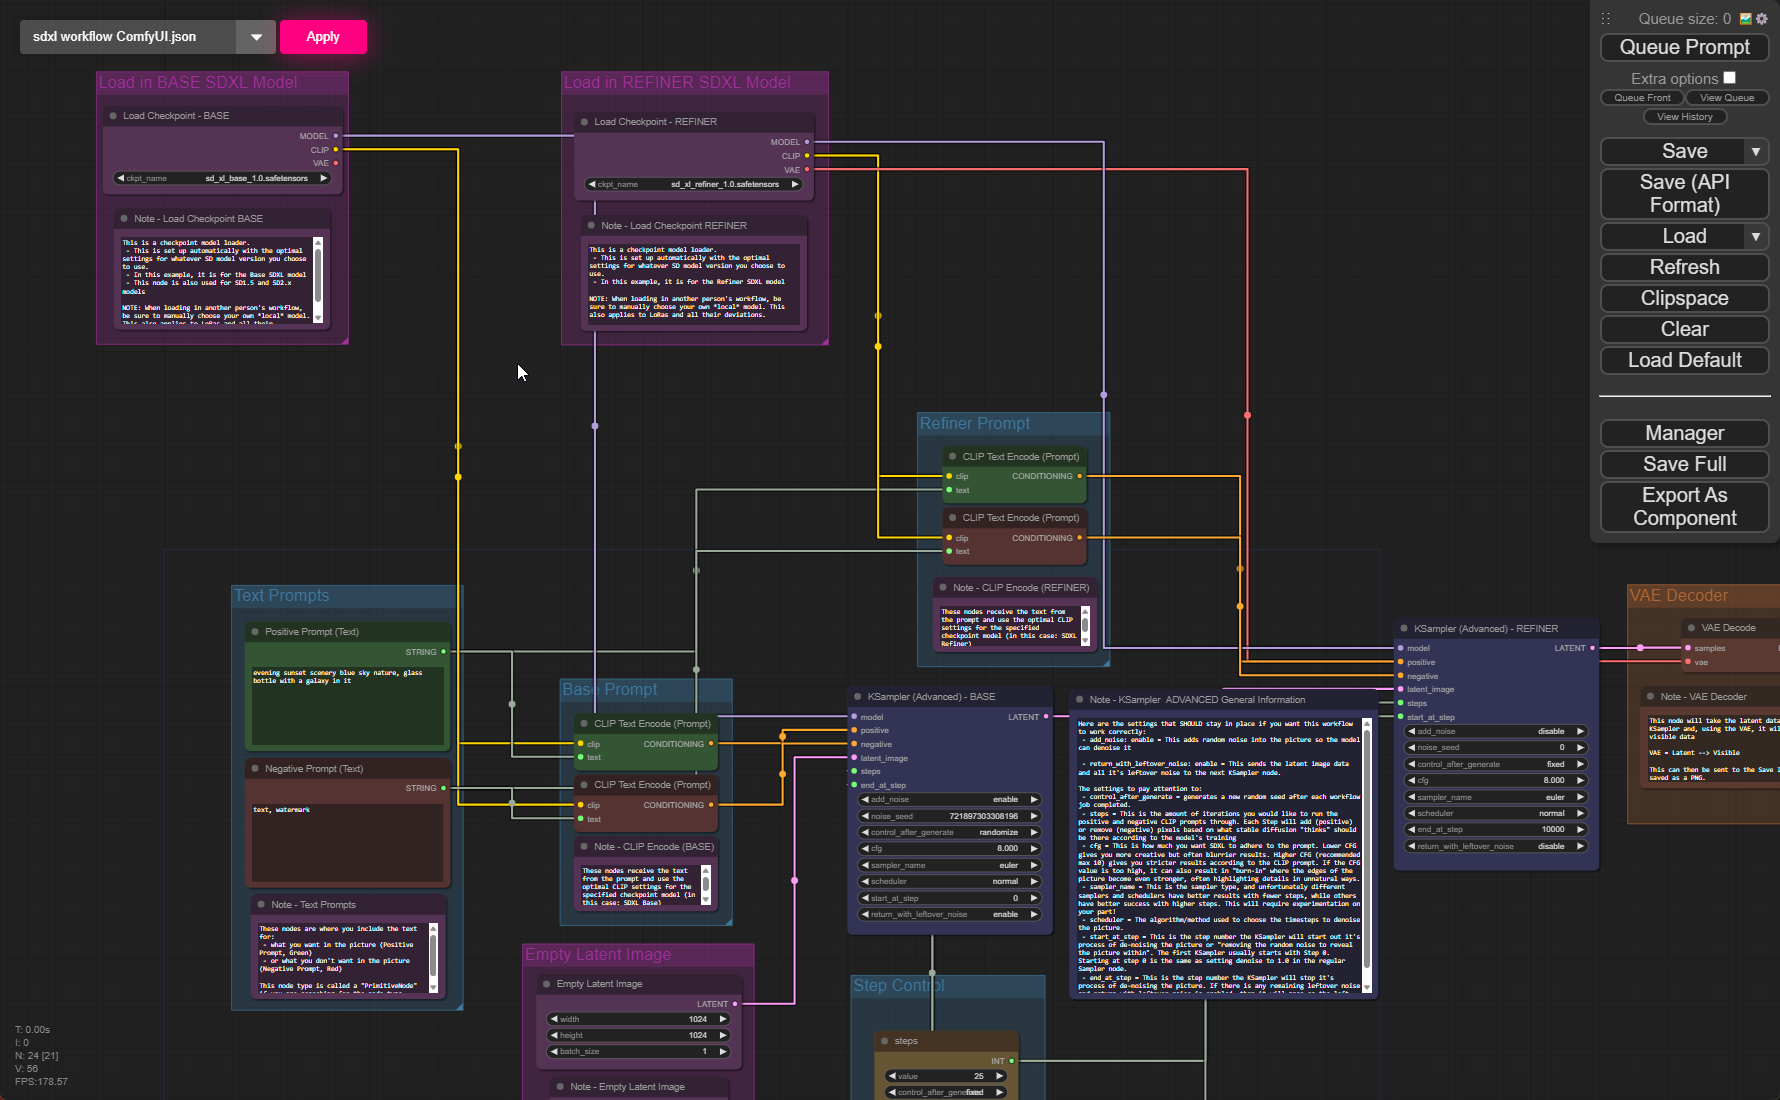 sdxl workflow ComfyUI.json
Apply
Queue size: 0
Queue Prompt
Extra options
Queue Front
View Queue
View History
Save
Save (API
Format)
Load
Refresh
Clipspace
Clear
Load Default
Manager
Save Full
Export As
Component
Load in BASE SDXL Model
Load Checkpoint - BASE
MODEL
CLIP
VAE
ckpt_name sd_xl_base_1.0.safetensors
Note - Load Checkpoint BASE
This is a checkpoint model loader.
- This is set up automatically with the optimal
settings for whatever SD model version you choose
to use.
- In this example, it is for the Base SDXL model
- This node is also used for SD1.5 and SD2.x
models
NOTE: When loading in another person's workflow,
be sure to manually choose your own *local* model.
This also applies to LoRas and all their
Load in REFINER SDXL Model
Load Checkpoint - REFINER
MODEL
CLIP
VAE
ckpt_name sd_xl_refiner_1.0.safetensors
Note - Load Checkpoint REFINER
This is a checkpoint model loader.
- This is set up automatically with the optimal
settings for whatever SD model version you choose to
use.
- In this example, it is for the Refiner SDXL model
NOTE: When loading in another person's workflow, be
sure to manually choose your own *local* model. This
also applies to LoRas and all their deviations.
Refiner Prompt
CLIP Text Encode (Prompt)
clip CONDITIONING
text
CLIP Text Encode (Prompt)
clip CONDITIONING
text
Note - CLIP Encode (REFINER)
These nodes receive the text from
the prompt and use the optimal CLIP
settings for the specified
checkpoint model (in this case: SDXL
Refiner)
Text Prompts
Positive Prompt (Text)
STRING
evening sunset scenery blue sky nature, glass
bottle with a galaxy in it
Negative Prompt (Text)
STRING
text, watermark
Note - Text Prompts
These nodes are where you include the text
for:
- what you want in the picture (Positive
Prompt, Green)
- or what you don't want in the picture
(Negative Prompt, Red)
This node type is called a "PrimitiveNode"
Base Prompt
CLIP Text Encode (Prompt)
clip CONDITIONING
text
CLIP Text Encode (Prompt)
clip CONDITIONING
text
Note - CLIP Encode (BASE)
These nodes receive the text
from the prompt and use the
optimal CLIP settings for the
specified checkpoint model (in
this case: SDXL Base)
Empty Latent Image
Empty Latent Image
LATENT
width 1024
height 1024
batch_size 1
Note - Empty Latent Image
KSampler (Advanced) - BASE
model LATENT
positive
negative
latent_image
steps
end_at_step
add_noise enable
noise_seed 721897303308196
control_after_generate randomize
cfg 8.000
sampler_name euler
scheduler normal
start_at_step 0
return_with_leftover_noise enable
Step Control
steps
INT
value 25
control_after_gene fixed
Note - KSampler ADVANCED General Information
Here are the settings that SHOULD stay in place if you want this workflow
to work correctly:
- add_noise: enable = This adds random noise into the picture so the model
can denoise it
- return_with_leftover_noise: enable = This sends the latent image data
and all it's leftover noise to the next KSampler node.
The settings to pay attention to:
- control_after_generate = generates a new random seed after each workflow
job completed.
- steps = This is the amount of iterations you would like to run the
positive and negative CLIP prompts through. Each Step will add (positive)
or remove (negative) pixels based on what stable diffusion "thinks" should
be there according to the model's training
- cfg = This is how much you want SDXL to adhere to the prompt. Lower CFG
gives you more creative but often blurrier results. Higher CFG (recommended
max 10) gives you stricter results according to the CLIP prompt. If the CFG
value is too high, it can also result in "burn-in" where the edges of the
picture become even stronger, often highlighting details in unnatural ways.
- sampler_name = This is the sampler type, and unfortunately different
samplers and schedulers have better results with fewer steps, while others
have better success with higher steps. This will require experimentation on
your part!
- scheduler = The algorithm/method used to choose the timesteps to denoise
the picture.
- start_at_step = This is the step number the KSampler will start out it's
process of de-noising the picture or "removing the random noise to reveal
the picture within". The first KSampler usually starts with Step 0.
Starting at step 0 is the same as setting denoise to 1.0 in the regular
Sampler node.
- end_at_step = This is the step number the KSampler will stop it's
process of de-noising the picture. If there is any remaining leftover noise
KSampler (Advanced) - REFINER
model LATENT
positive
negative
latent_image
steps
start_at_step
add_noise disable
noise_seed 0
control_after_generate fixed
cfg 8.000
sampler_name euler
scheduler normal
end_at_step 10000
return_with_leftover_noise disable
VAE Decoder
VAE Decode
samples
vae
Note - VAE Decoder
This node will take the latent data
KSampler and, using the VAE, it wil
visible data
VAE = Latent --> Visible
This can then be sent to the Save I
saved as a PNG.
T: 0.00s
I: 0
N: 24 [21]
V: 56
FPS:178.57